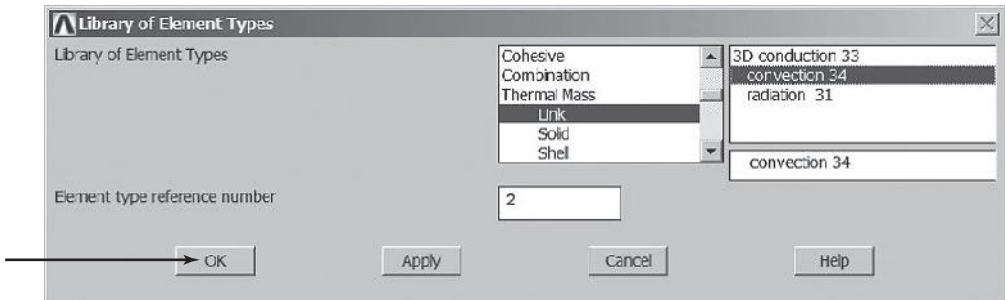 Library of Element Types
Library of Element Types
Cohesive
Combination
Thermal Mass
Link
Solid
Shell
3D conduction 33
convection 34
radiation 31
convection 34
Element type reference number
2
OK
Apply
Cancel
Help